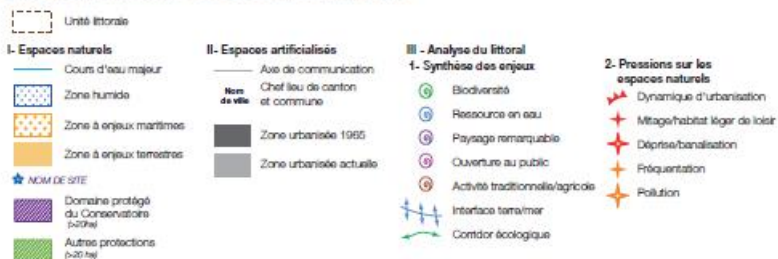 Unité littorale
I- Espaces naturels
Cours d'eau majeur
Zone humide
Zone à enjeux maritimes
Zone à enjeux terrestres
NOM DE SITE
Domaine protégé
du Conservatoire
(>20ha)
Autres protections
(>20 ha)
II- Espaces artificialisés
Axe de communication
Nom
de ville
Chef lieu de canton
et commune
Zone urbanisée 1965
Zone urbanisée actuelle
III - Analyse du littoral
1- Synthèse des enjeux
Biodiversité
Ressource en eau
Paysage remarquable
Ouverture au public
Activité traditionnelle/agricole
Interface terre/mer
Corridor écologique
2- Pressions sur les
espaces naturels
Dynamique d'urbanisation
Mitage/habitat léger de loisir
Déprise/banalisation
Fréquentation
Pollution